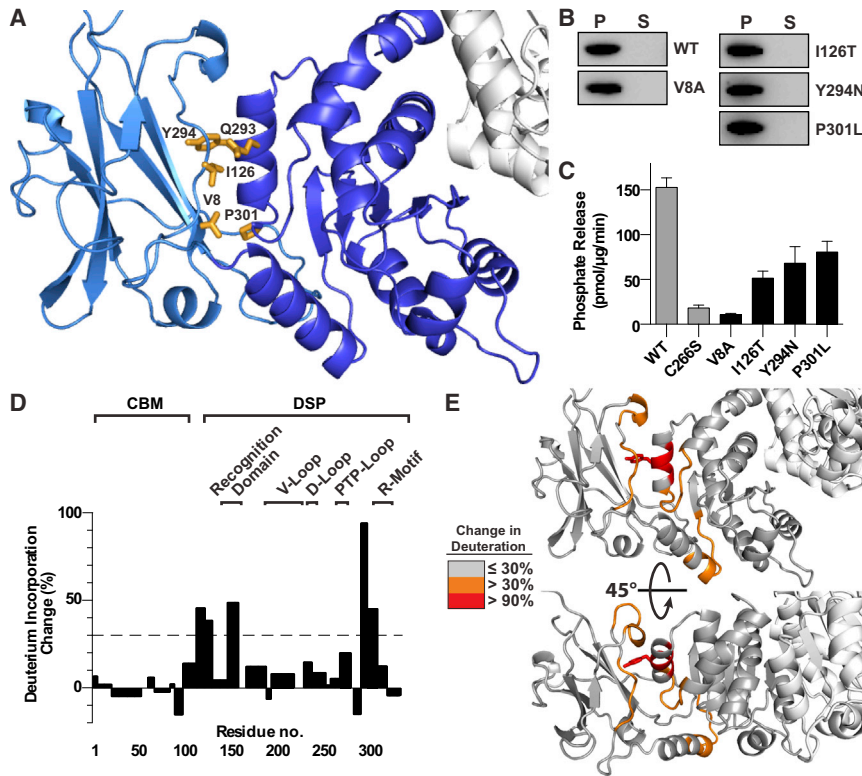 A
Y294
Q293
I126
V8
P301
B
P S
WT
V8A
P S
I126T
Y294N
P301L
C
Phosphate Release
(pmol/µg/min)
150
100
50
0
WT
C266S
V8A
I126T
Y294N
P301L
D
CBM
DSP
Recognition
Domain
V-Loop
D-Loop
PTP-Loop
R-Motif
Deuterium Incorporation
Change (%)
100
50
0
Residue no.
1 50 100 150 200 250 300
E
Change in
Deuteration
≤ 30%
> 30%
> 90%
45°